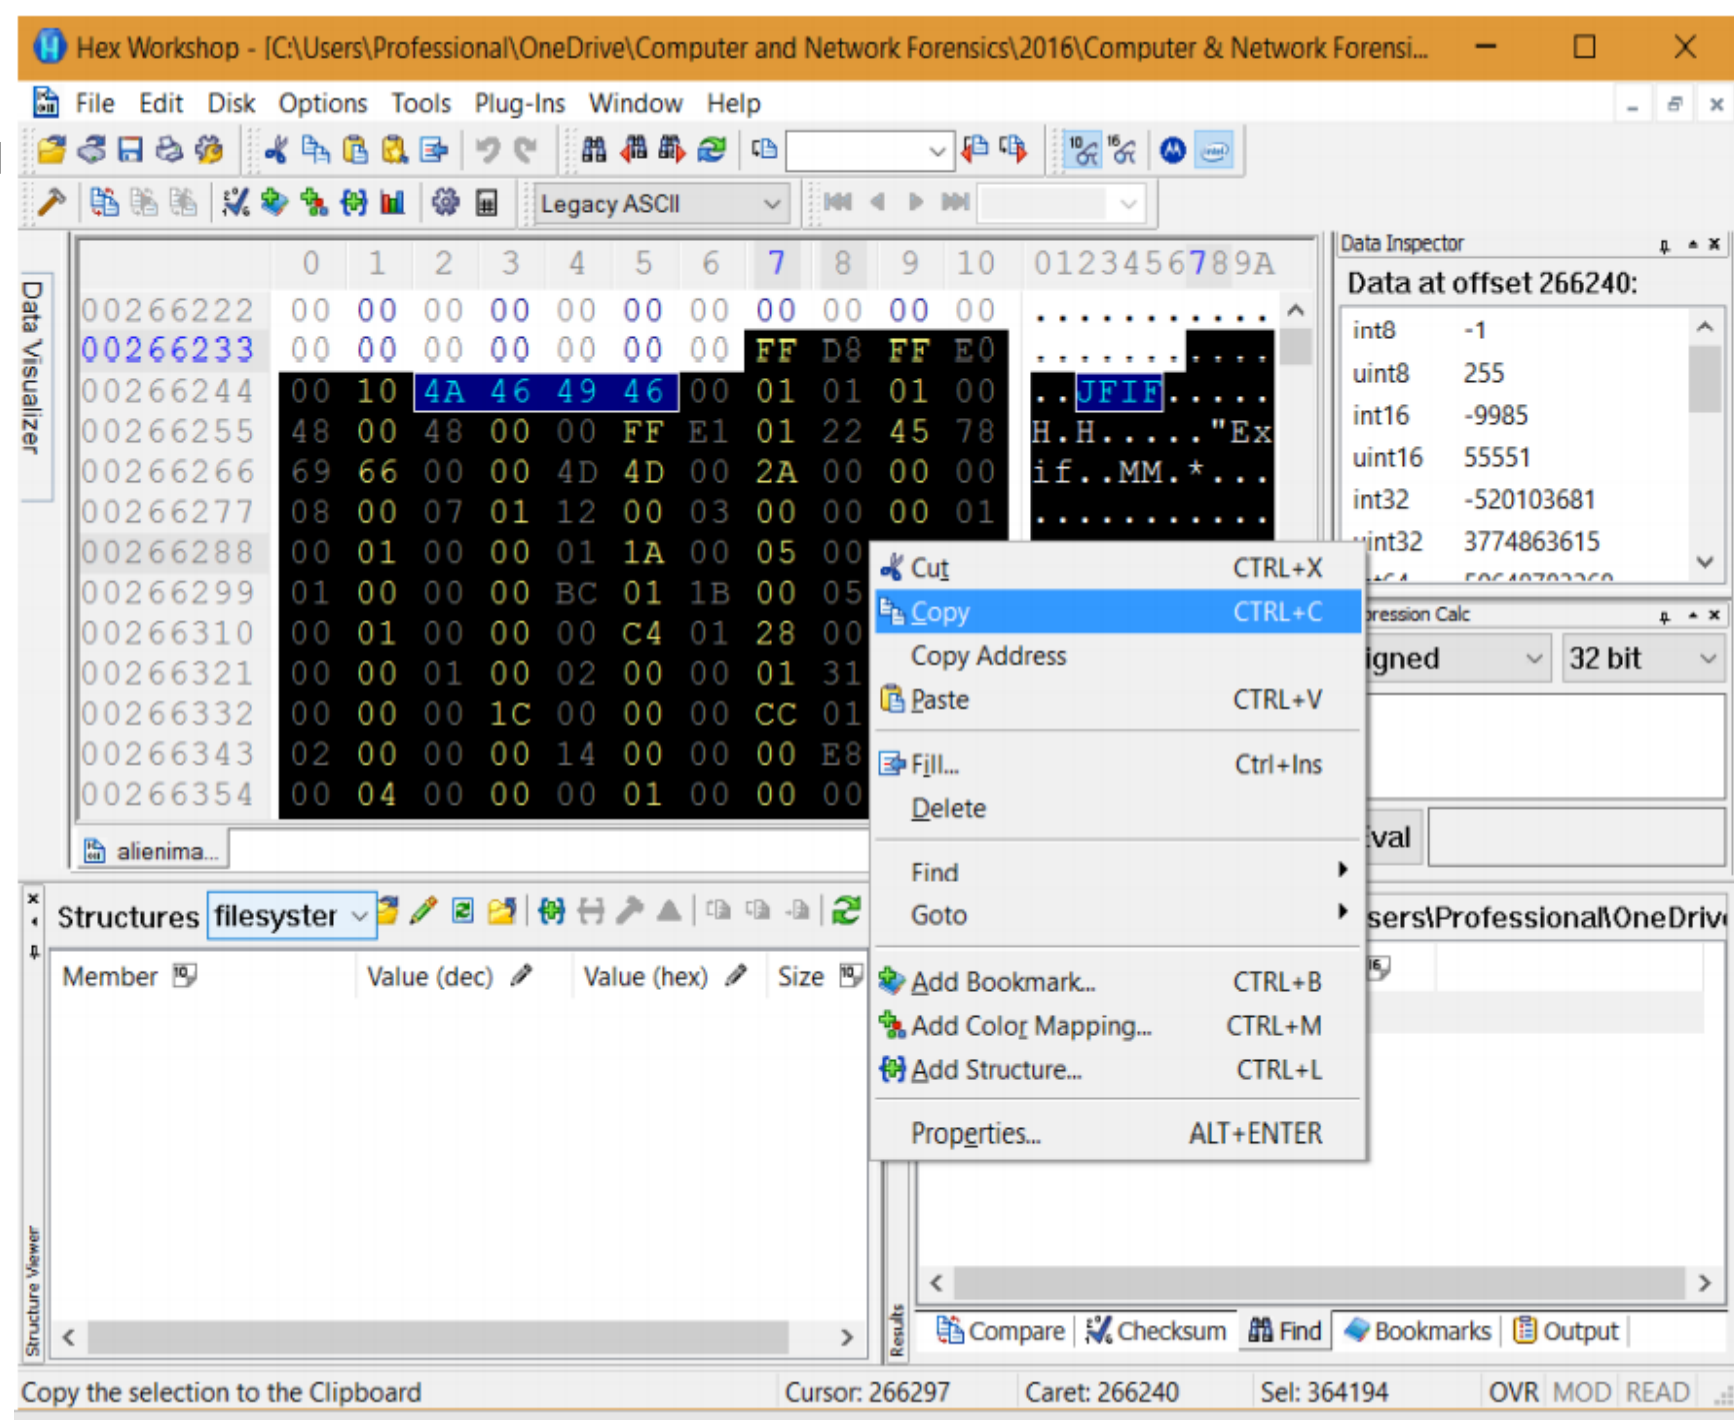 Hex Workshop - [C:\Users\Professional\OneDrive\Computer and Network Forensics\2016\Computer & Network Forensi...
File Edit Disk Options Tools Plug-Ins Window Help
Legacy ASCII
Data Visualizer
0 1 2 3 4 5 6 7 8 9 10 0123456789A
00266222 00 00 00 00 00 00 00 00 00 00 00 ...........
00266233 00 00 00 00 00 00 00 FF D8 FF E0 ...........
00266244 00 10 4A 46 49 46 00 01 01 01 00 ..JFIF.....
00266255 48 00 48 00 00 FF E1 01 22 45 78 H.H....."Ex
00266266 69 66 00 00 4D 4D 00 2A 00 00 00 if..MM.*...
00266277 08 00 07 01 12 00 03 00 00 00 01 ...........
00266288 00 01 00 00 01 1A 00 05 00
00266299 01 00 00 00 BC 01 1B 00 05
00266310 00 01 00 00 00 C4 01 28 00
00266321 00 00 01 00 02 00 00 01 31
00266332 00 00 00 1C 00 00 00 CC 01
00266343 02 00 00 00 14 00 00 00 E8
00266354 00 04 00 00 00 01 00 00 00
alienima...
Data Inspector
Data at offset 266240:
int8 -1
uint8 255
int16 -9985
uint16 55551
int32 -520103681
uint32 3774863615
pression Calc
igned 32 bit
Eval
Cut CTRL+X
Copy CTRL+C
Copy Address
Paste CTRL+V
Fill... Ctrl+Ins
Delete
Find
Goto
Add Bookmark... CTRL+B
Add Color Mapping... CTRL+M
Add Structure... CTRL+L
Properties... ALT+ENTER
Structures filesyster
Member Value (dec) Value (hex) Size
Structure Viewer
sers\Professional\OneDriv
Results
Compare Checksum Find Bookmarks Output
Copy the selection to the Clipboard Cursor: 266297 Caret: 266240 Sel: 364194 OVR MOD READ